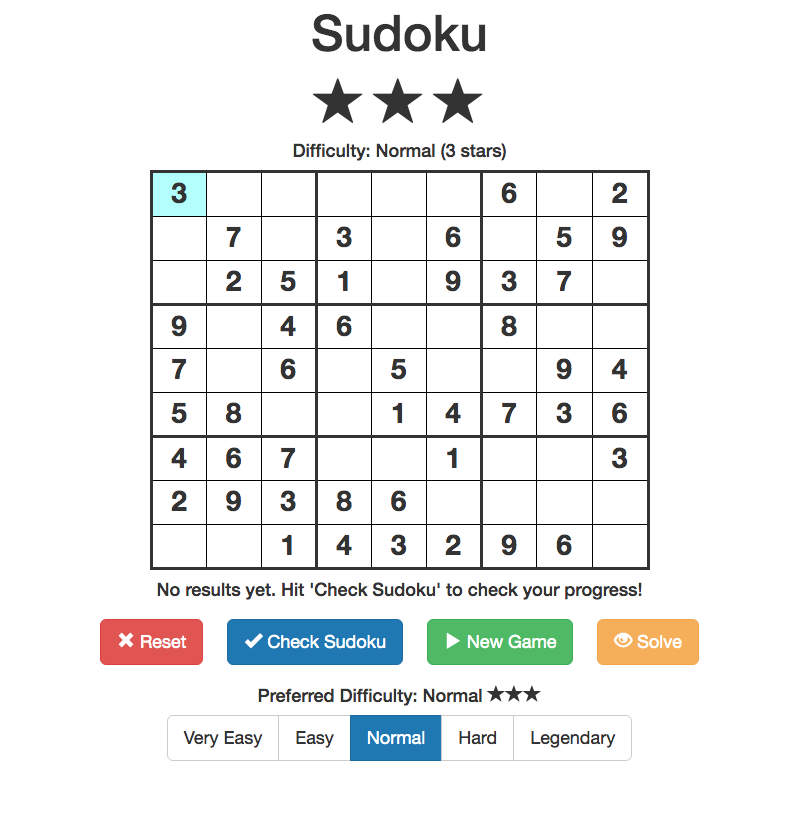 Sudoku
★ ★ ★
Difficulty: Normal (3 stars)
3 6 2
7 3 6 5 9
2 5 1 9 3 7
9 4 6 8
7 6 5 9 4
5 8 1 4 7 3 6
4 6 7 1 3
2 9 3 8 6
1 4 3 2 9 6
No results yet. Hit 'Check Sudoku' to check your progress!
Reset Check Sudoku New Game Solve
Preferred Difficulty: Normal ★★★
Very Easy Easy Normal Hard Legendary